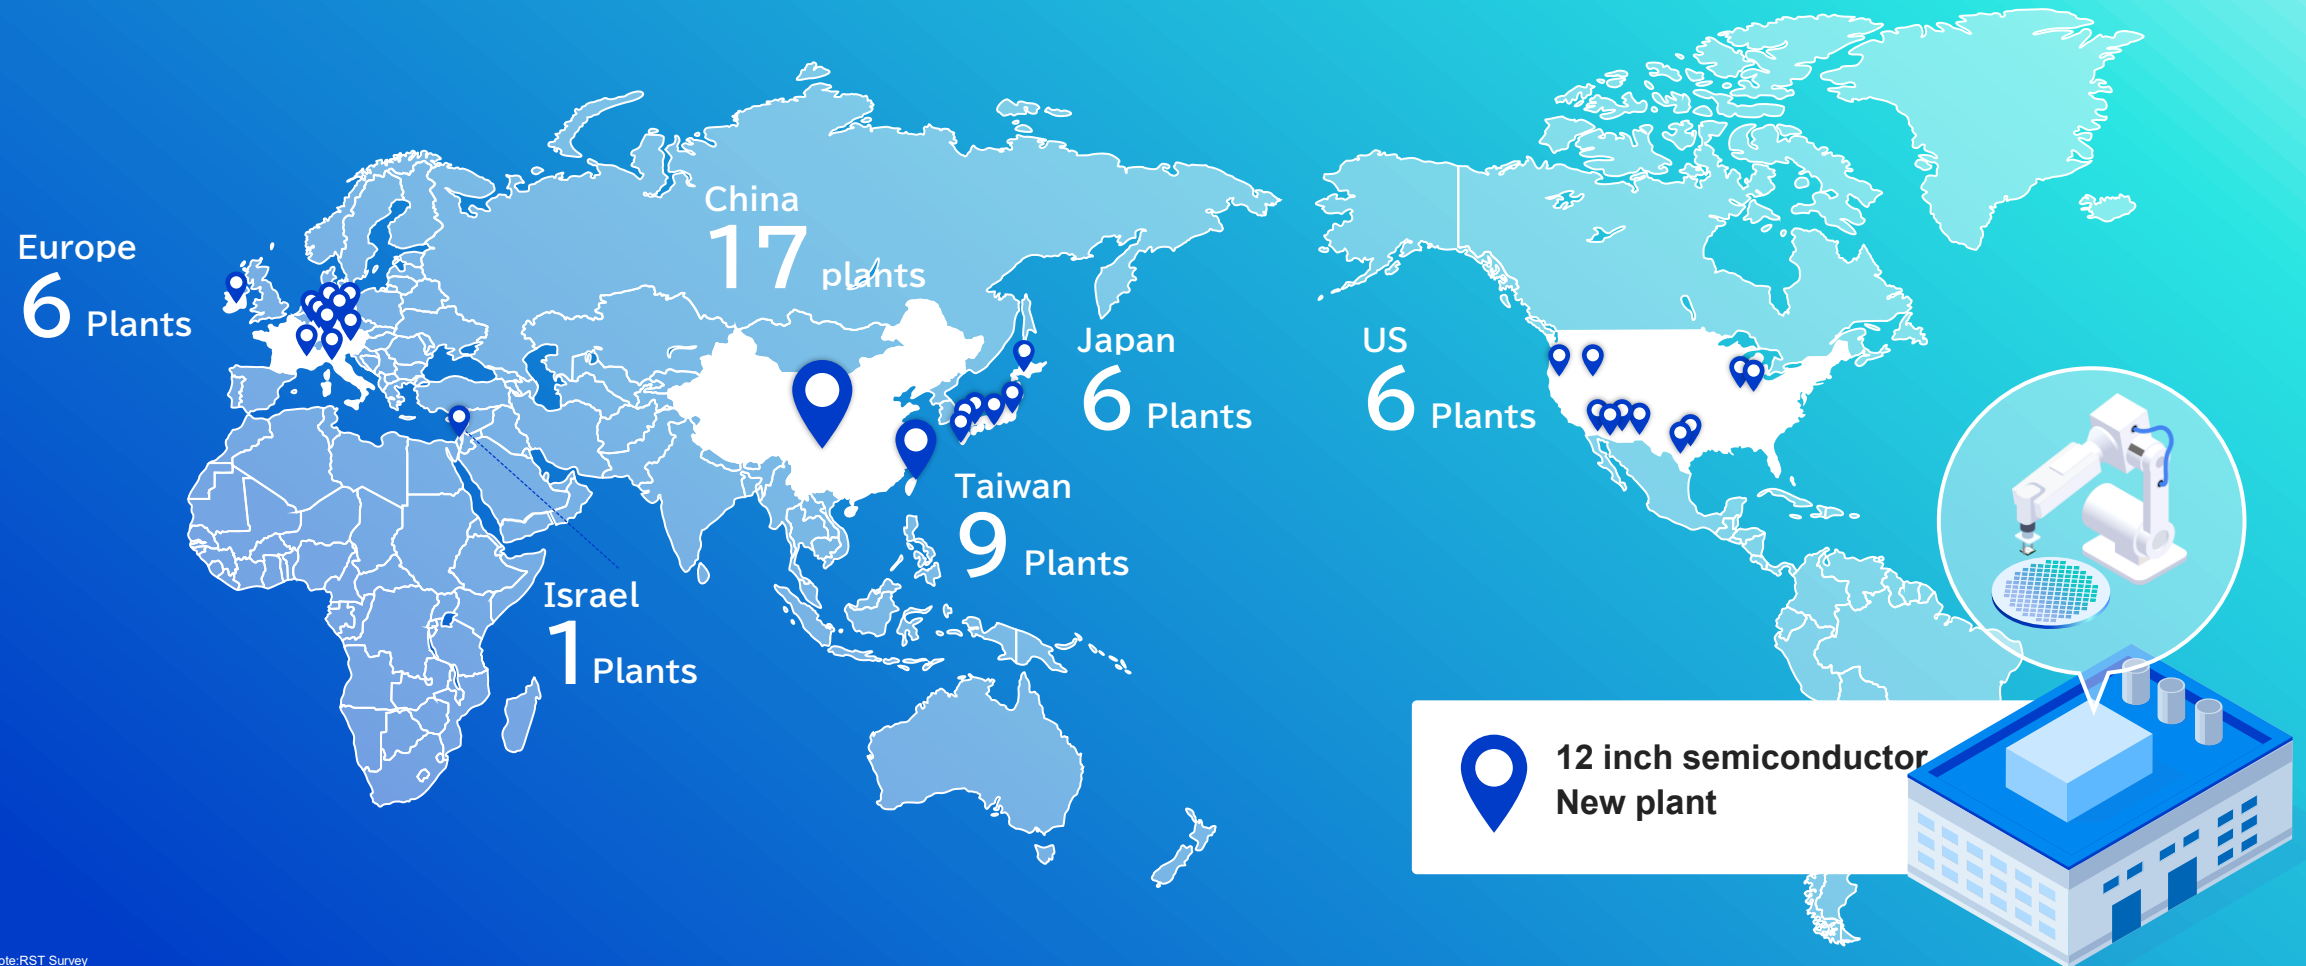 China
17 plants
Europe
6 Plants
Japan
6 Plants
US
6 Plants
Taiwan
9 Plants
Israel
1 Plants
12 inch semiconductor
New plant
ote:RST Survey